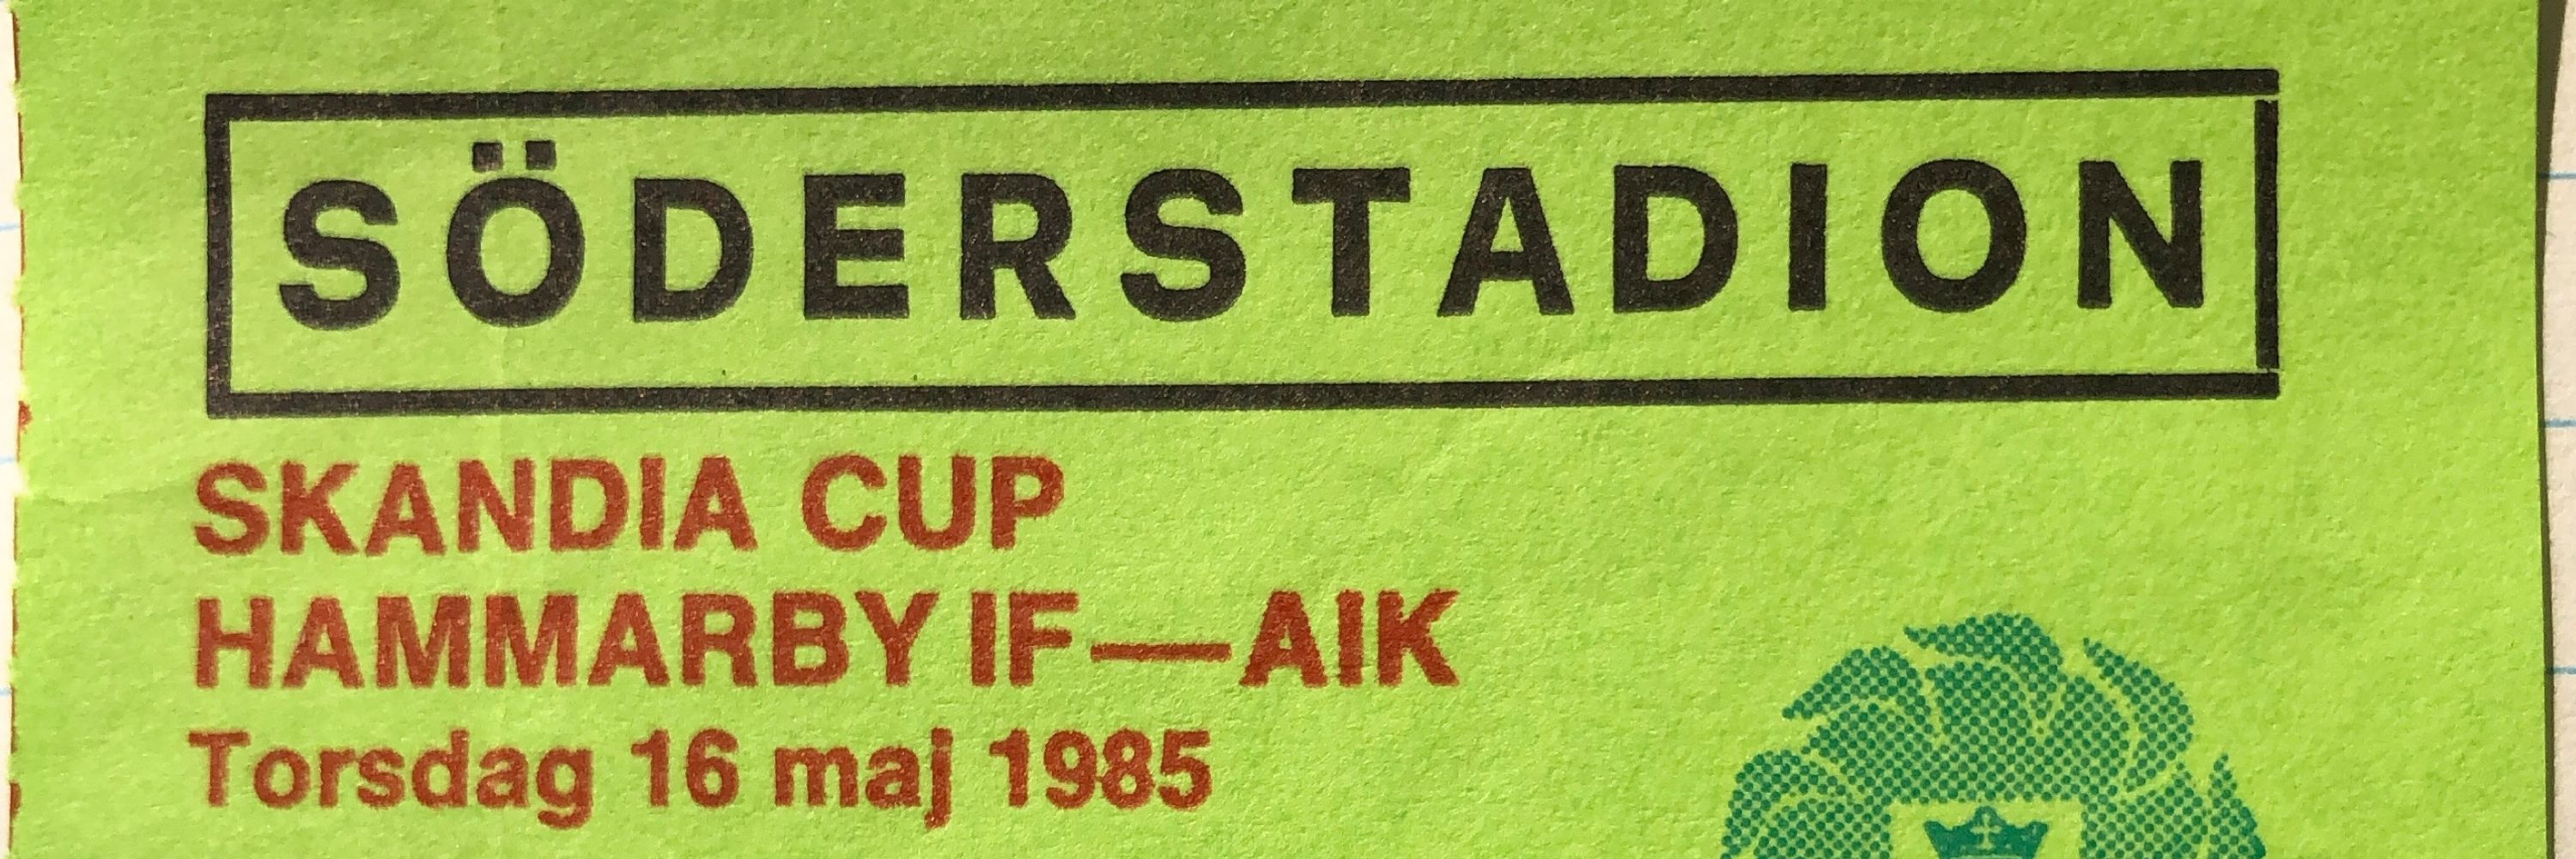 SÖDERSTADION
SKANDIA CUP
HAMMARBY IF—AIK
Torsdag 16 maj 1985